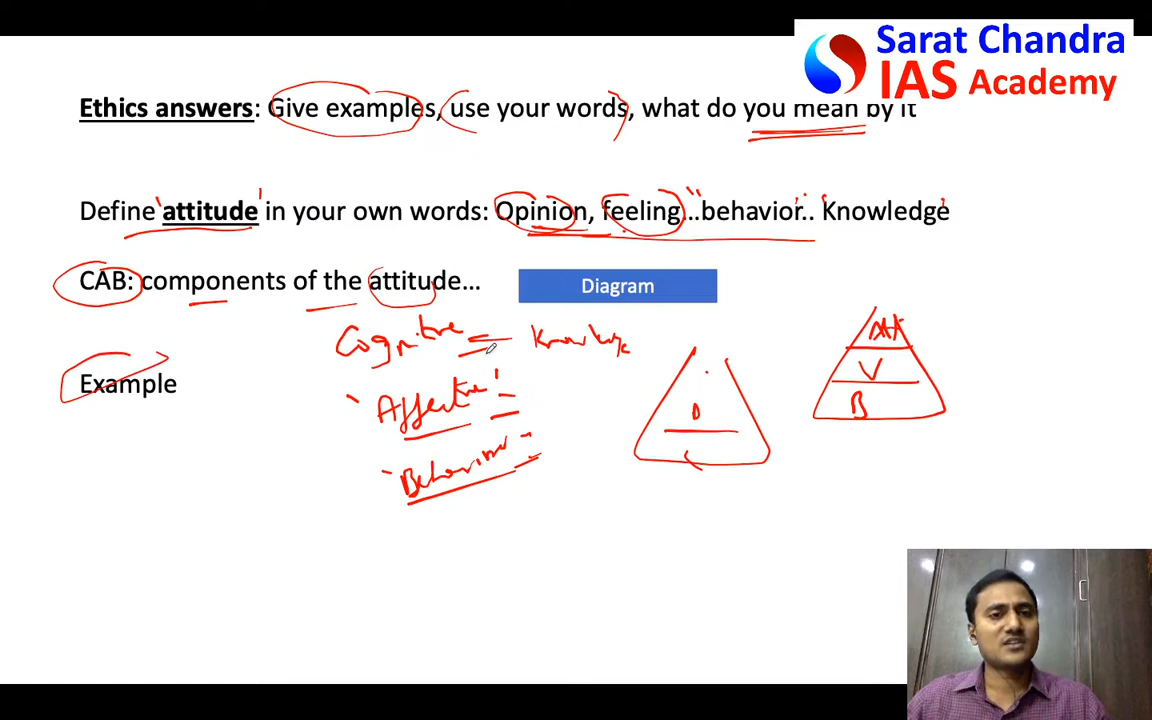 Sarat Chandra
IAS Academy
Ethics answers: Give examples, use your words, what do you mean by it
Define 'attitude' in your own words: Opinion, feeling...behavior.. Knowledge
CAB: components of the attitude...
Diagram
Cognitive = Knowledge
Example
'Affective' =
Behaviour
Att
V
B